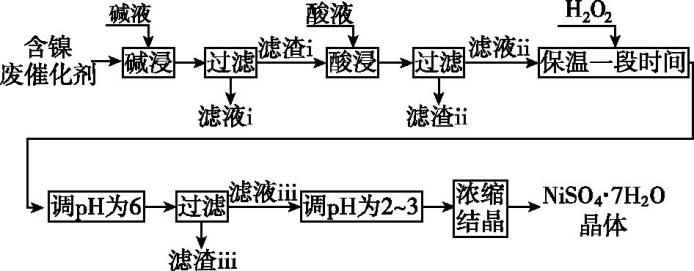 碱液
酸液
H₂O₂
含镍
废催化剂
碱浸
过滤
滤渣i
酸浸
过滤
滤液ii
保温一段时间
滤液i
滤渣ii
调pH为6
过滤
滤液iii
调pH为2~3
浓缩
结晶
NiSO₄·7H₂O
晶体
滤渣iii